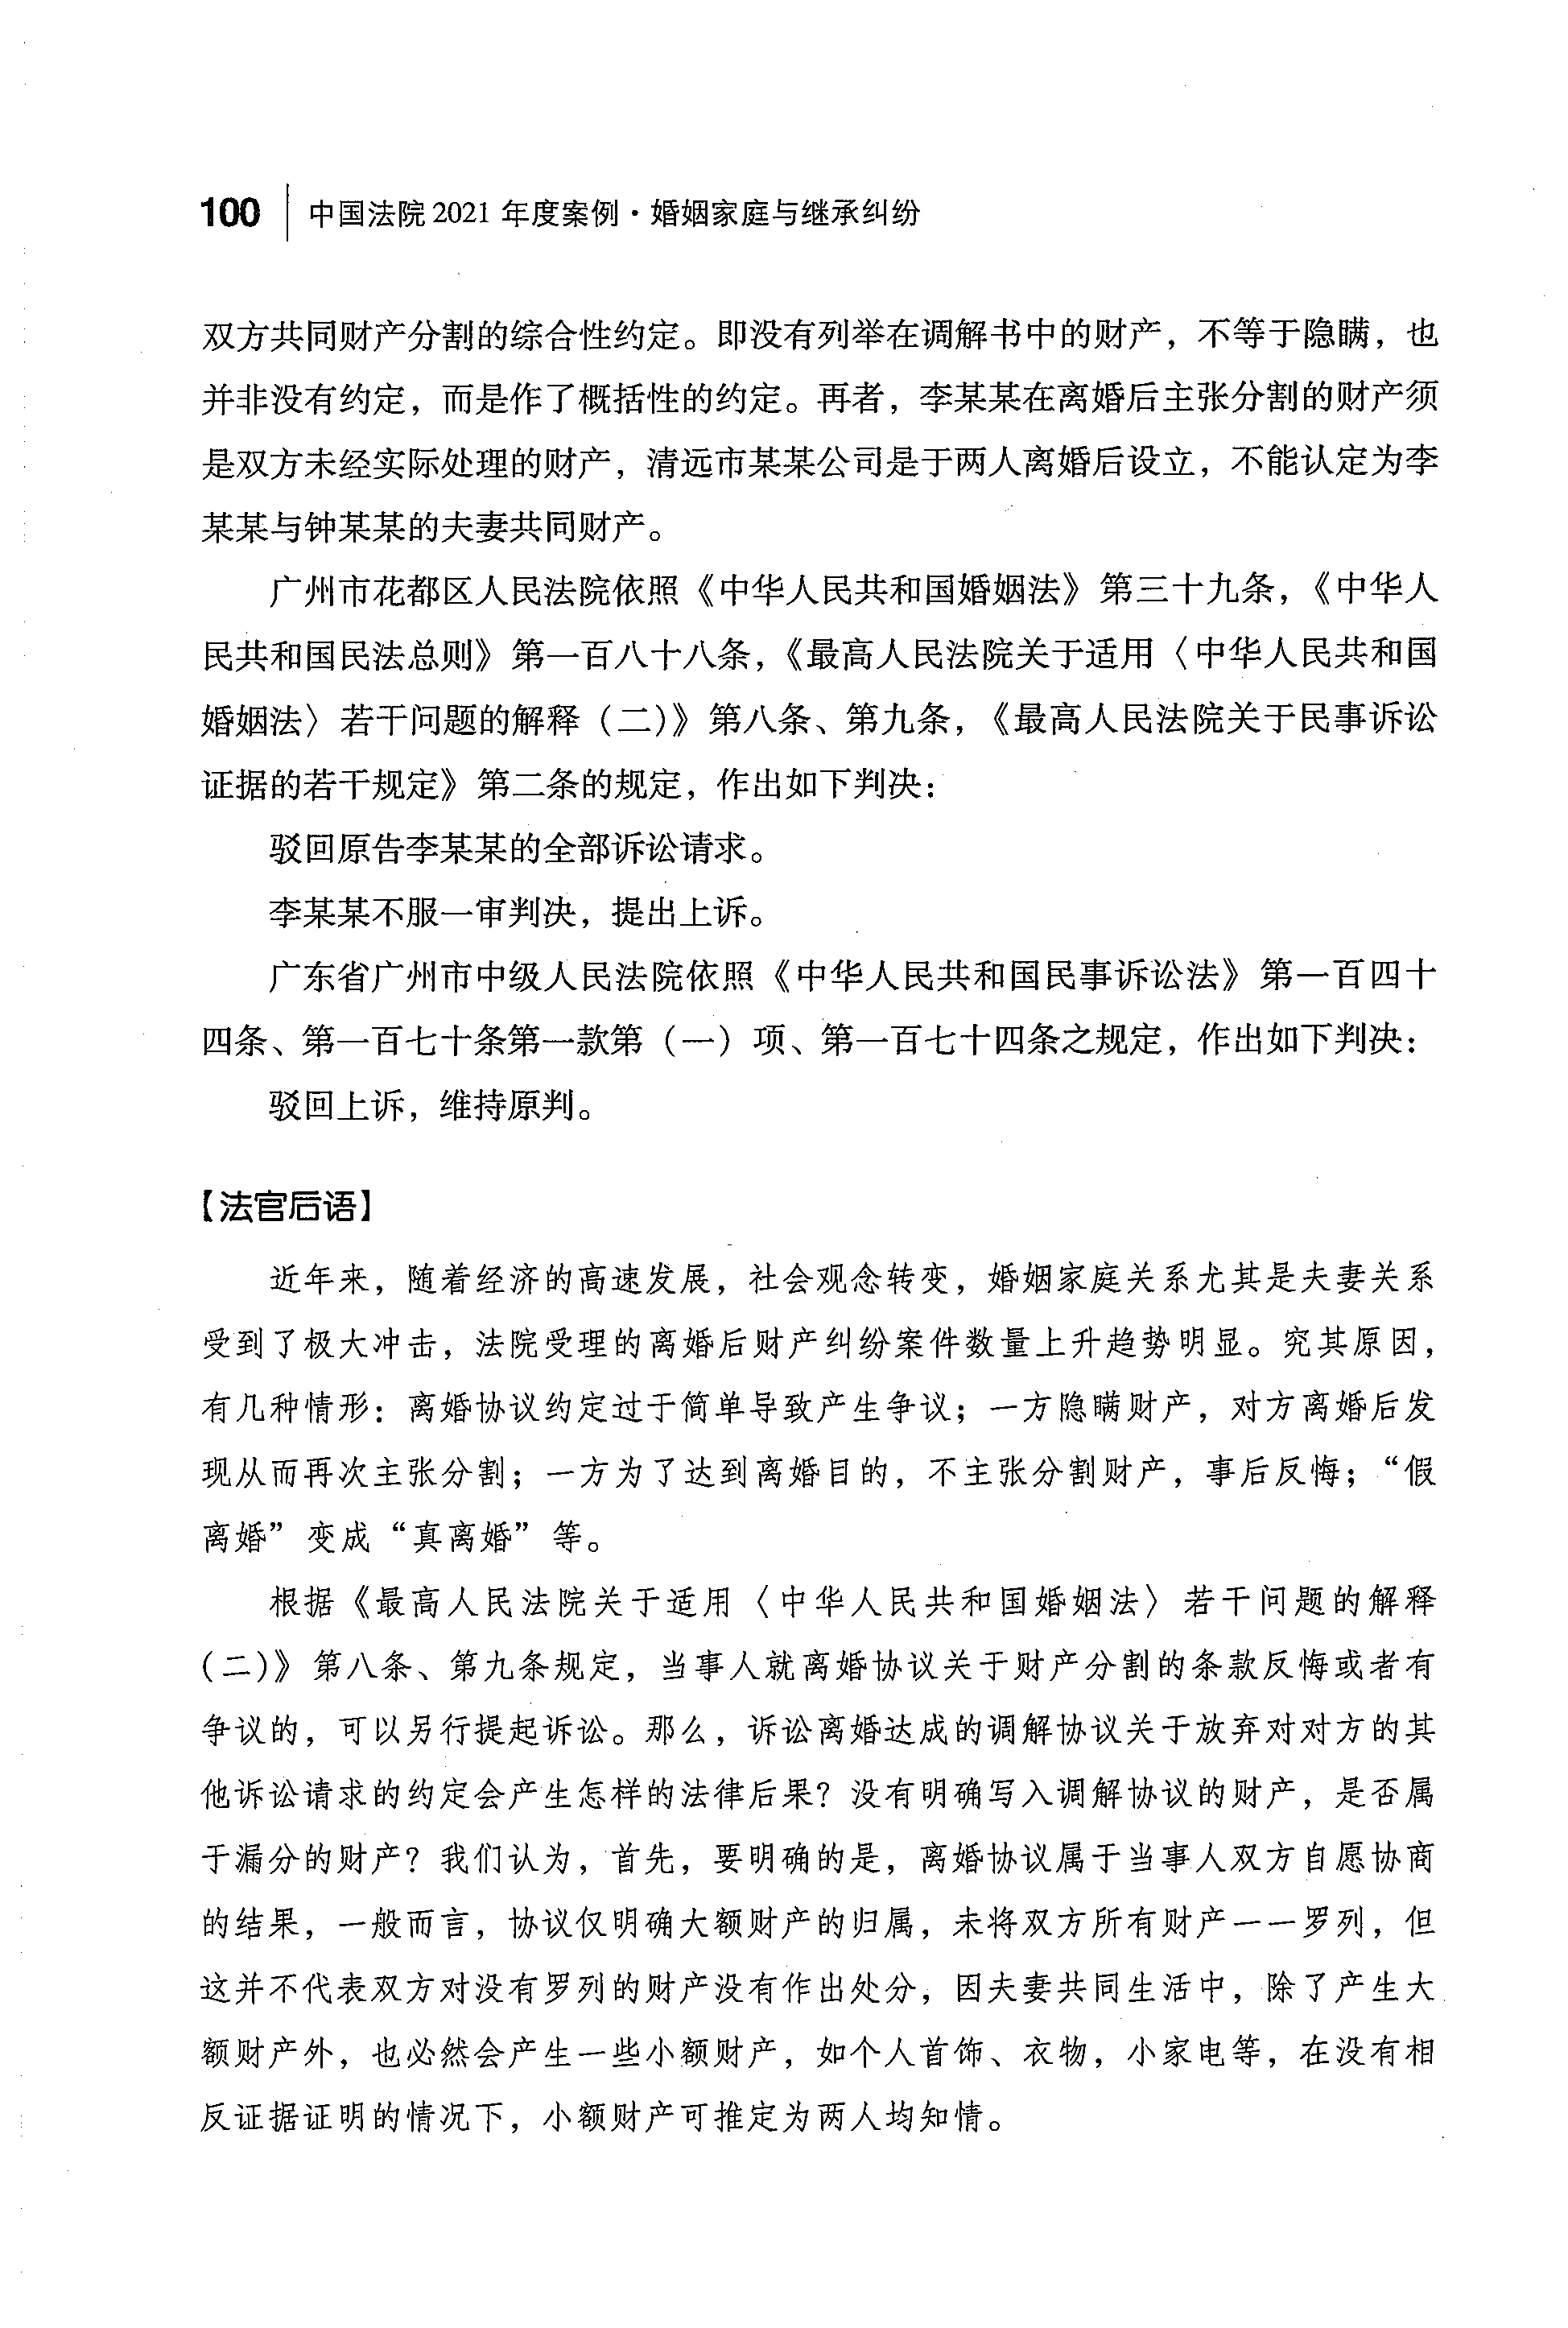 100 中国法院2021年度案例·婚姻家庭与继承纠纷
双方共同财产分割的综合性约定。即没有列举在调解书中的财产，不等于隐瞒，也
并非没有约定，而是作了概括性的约定。再者，李某某在离婚后主张分割的财产须
是双方未经实际处理的财产，清远市某某公司是于两人离婚后设立，不能认定为李
某某与钟某某的夫妻共同财产。
广州市花都区人民法院依照《中华人民共和国婚姻法》第三十九条，《中华人
民共和国民法总则》第一百八十八条，《最高人民法院关于适用〈中华人民共和国
婚姻法〉若干问题的解释（二）》第八条、第九条，《最高人民法院关于民事诉讼
证据的若干规定》第二条的规定，作出如下判决：
驳回原告李某某的全部诉讼请求。
李某某不服一审判决，提出上诉。
广东省广州市中级人民法院依照《中华人民共和国民事诉讼法》第一百四十
四条、第一百七十条第一款第（一）项、第一百七十四条之规定，作出如下判决：
驳回上诉，维持原判。
【法官后语】
近年来，随着经济的高速发展，社会观念转变，婚姻家庭关系尤其是夫妻关系
受到了极大冲击，法院受理的离婚后财产纠纷案件数量上升趋势明显。究其原因，
有几种情形：离婚协议约定过于简单导致产生争议；一方隐瞒财产，对方离婚后发
现从而再次主张分割；一方为了达到离婚目的，不主张分割财产，事后反悔；“假
离婚”变成“真离婚”等。
根据《最高人民法院关于适用〈中华人民共和国婚姻法〉若干问题的解释
（二）》第八条、第九条规定，当事人就离婚协议关于财产分割的条款反悔或者有
争议的，可以另行提起诉讼。那么，诉讼离婚达成的调解协议关于放弃对对方的其
他诉讼请求的约定会产生怎样的法律后果？没有明确写入调解协议的财产，是否属
于漏分的财产？我们认为，首先，要明确的是，离婚协议属于当事人双方自愿协商
的结果，一般而言，协议仅明确大额财产的归属，未将双方所有财产一一罗列，但
这并不代表双方对没有罗列的财产没有作出处分，因夫妻共同生活中，除了产生大
额财产外，也必然会产生一些小额财产，如个人首饰、衣物，小家电等，在没有相
反证据证明的情况下，小额财产可推定为两人均知情。